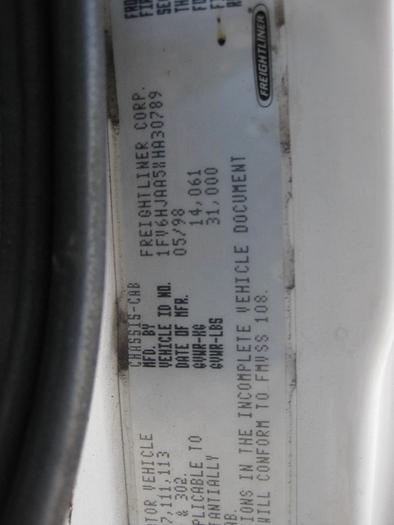 CHASSIS-CAB
MFD. BY FREIGHTLINER CORP.
VEHICLE ID NO. 1FV6HJAA5XHA30789
DATE OF MFR. 05/98
GVWR-KG 14,061
GVWR-LBS 31,000
FREIGHTLINER
OTOR VEHICLE
7,111,113
& 302.
PLICABLE TO
TANTIALLY
B.
IONS IN THE INCOMPLETE VEHICLE DOCUMENT
WILL CONFORM TO FMVSS 108.